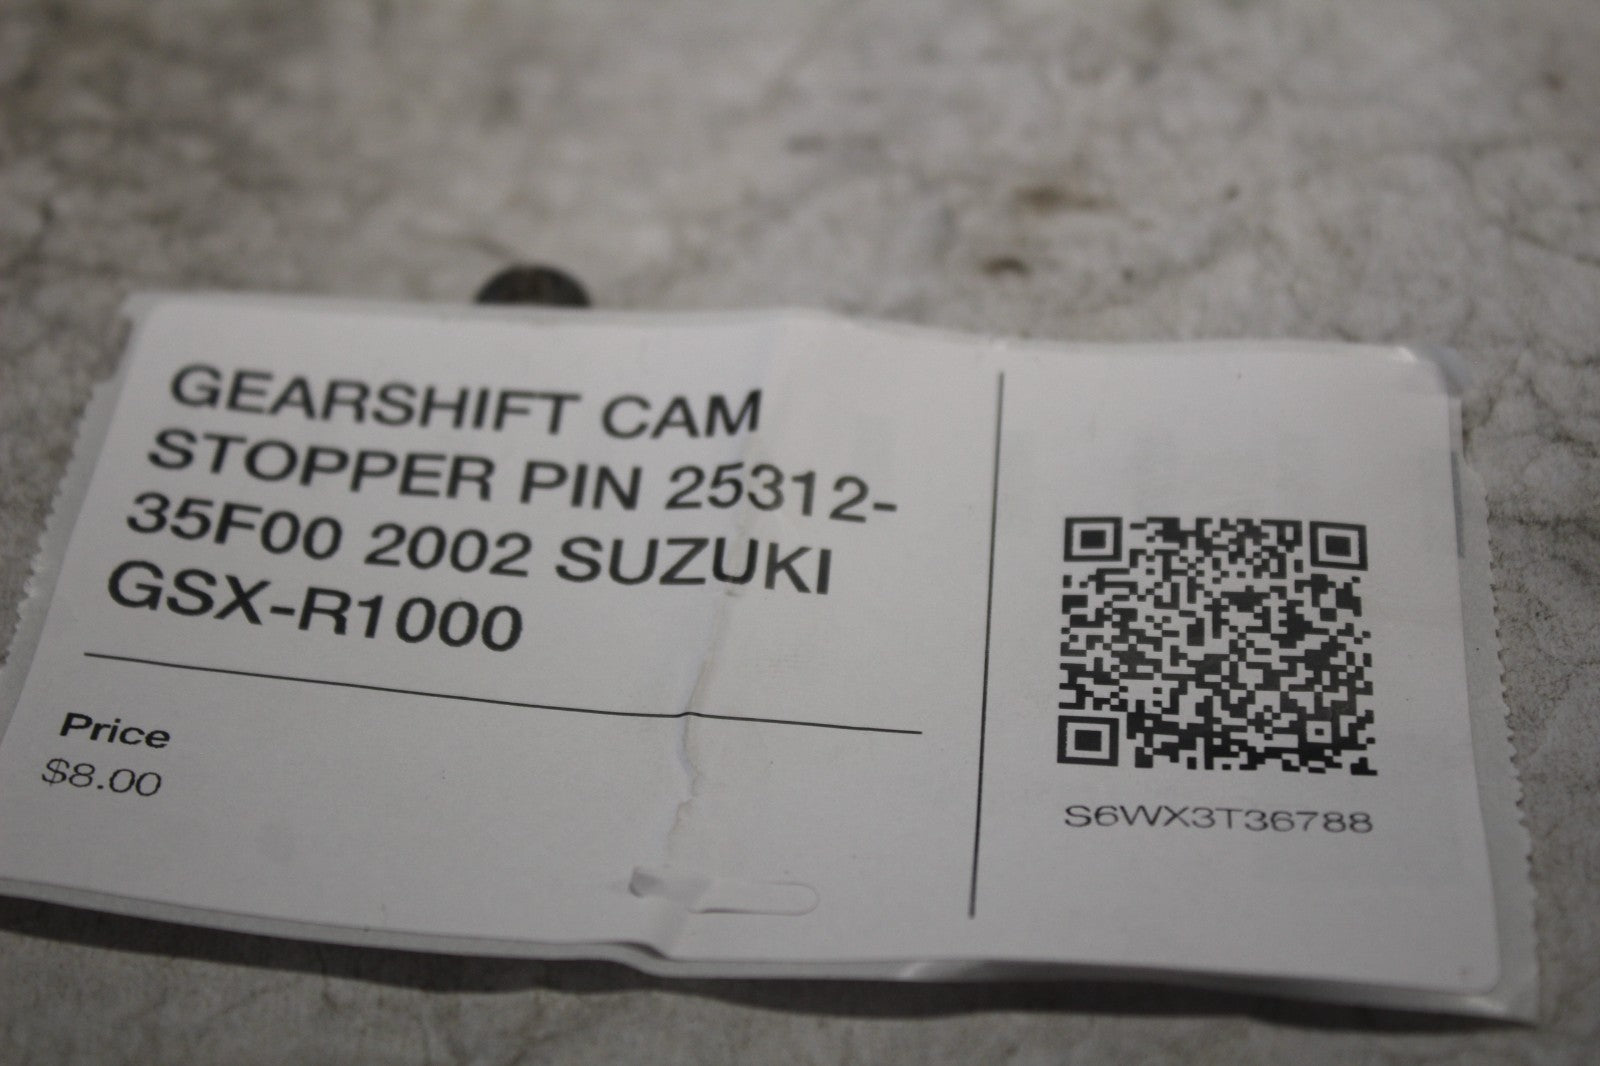 GEARSHIFT CAM
STOPPER PIN 25312-
35F00 2002 SUZUKI
GSX-R1000
Price
$8.00
S6WX3T36788